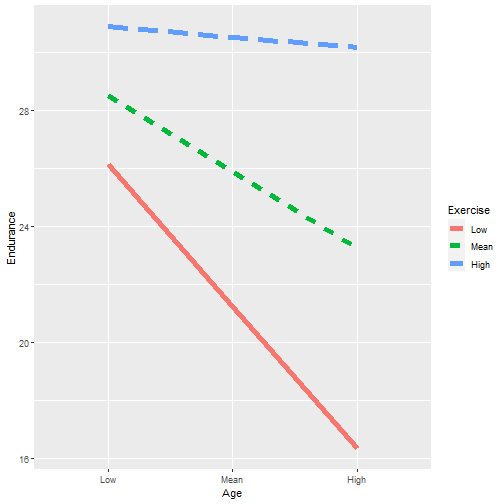 Endurance
28
24
20
16
Low Mean High
Age
Exercise
Low
Mean
High